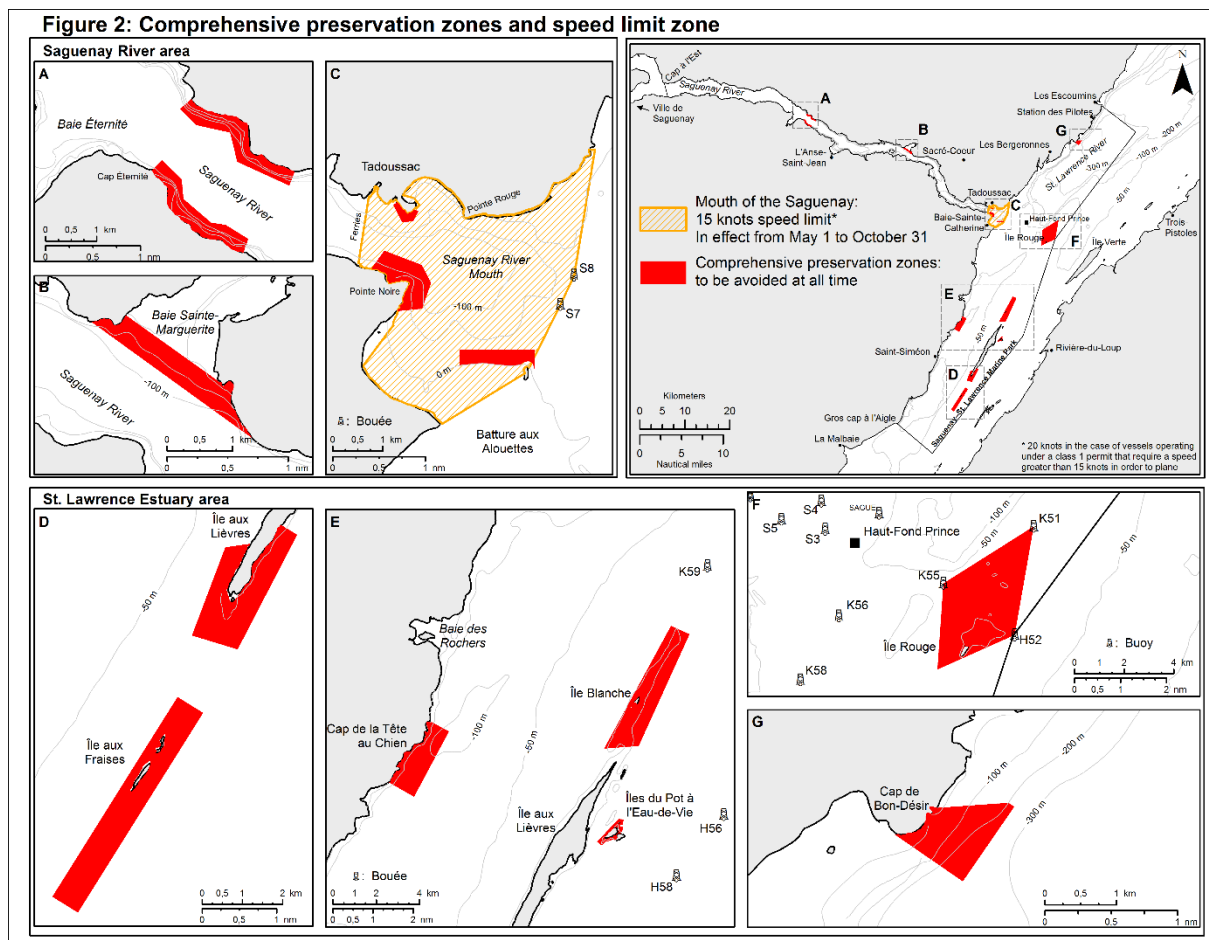 Figure 2: Comprehensive preservation zones and speed limit zone
Saguenay River area
A
Baie Éternité
Cap Éternité
Saguenay River
0 0,5 1 km
0 0,5 1 nm
B
Baie Sainte-
Marguerite
-100 m
Saguenay River
0 0,5 1 km
0 0,5 1 nm
C
Tadoussac
Pointe Rouge
Ferries
Saguenay River
Mouth
Pointe Noire
-100 m
S8
S7
0 m
: Bouée
Batture aux
Alouettes
0 0,5 1 km
0 0,5 1 nm
N
Cap à l'Est
Saguenay River
Ville de
Saguenay
A
L'Anse-
Saint-Jean
B
Sacré-Coeur
Les Escoumins
Station des Pilotes
G
Les Bergeronnes
St. Lawrence River
-200 m
-100 m
-300 m
-50 m
Tadoussac
C
Baie-Sainte-
Catherine
Haut-Fond Prince
Île Rouge
F
Île Verte
Trois
Pistoles
Mouth of the Saguenay:
15 knots speed limit*
In effect from May 1 to October 31
Comprehensive preservation zones:
to be avoided at all time
E
-50 m
Saint-Siméon
Rivière-du-Loup
D
Saguenay-St. Lawrence Marine Park
Gros cap à l'Aigle
La Malbaie
Kilometers
0 5 10 20
0 5 10
Nautical miles
* 20 knots in the case of vessels operating
under a class 1 permit that require a speed
greater than 15 knots in order to plane
St. Lawrence Estuary area
D
Île aux
Lièvres
-50 m
Île aux
Fraises
0 0,5 1 2 km
0 0,5 1 nm
E
K59
Baie des
Rochers
Île Blanche
Cap de la Tête
au Chien
-100 m
-50 m
Îles du Pot à
l'Eau-de-Vie
Île aux
Lièvres
H56
H58
: Bouée
0 1 2 4 km
0 0,5 1 2 nm
F
S4
S5
SAGUE
S3
Haut-Fond Prince
-100 m
-50 m
K51
-50 m
K55
K56
Île Rouge
H52
K58
: Buoy
0 1 2 4 km
0 0,5 1 2 nm
G
-200 m
-100 m
-300 m
Cap de
Bon-Désir
0 0,5 1 km
0 0,5 1 nm